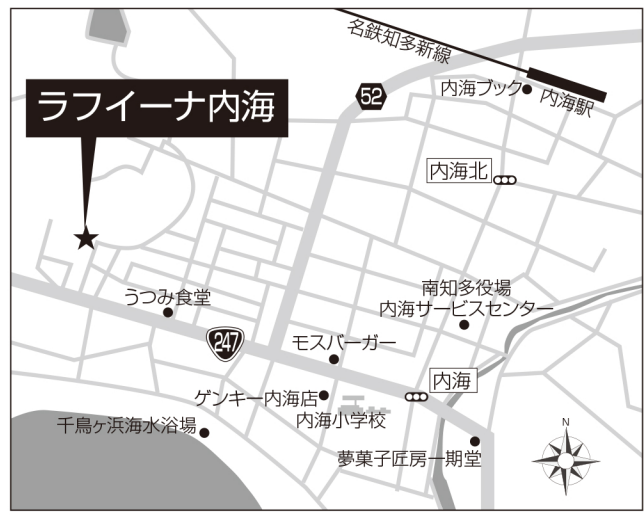 名鉄知多新線
内海駅
内海ブック
52
ラフイーナ内海
内海北
南知多役場
内海サービスセンター
うつみ食堂
247
モスバーガー
内海
ゲンキー内海店
内海小学校
千鳥ヶ浜海水浴場
夢菓子匠房一期堂
N